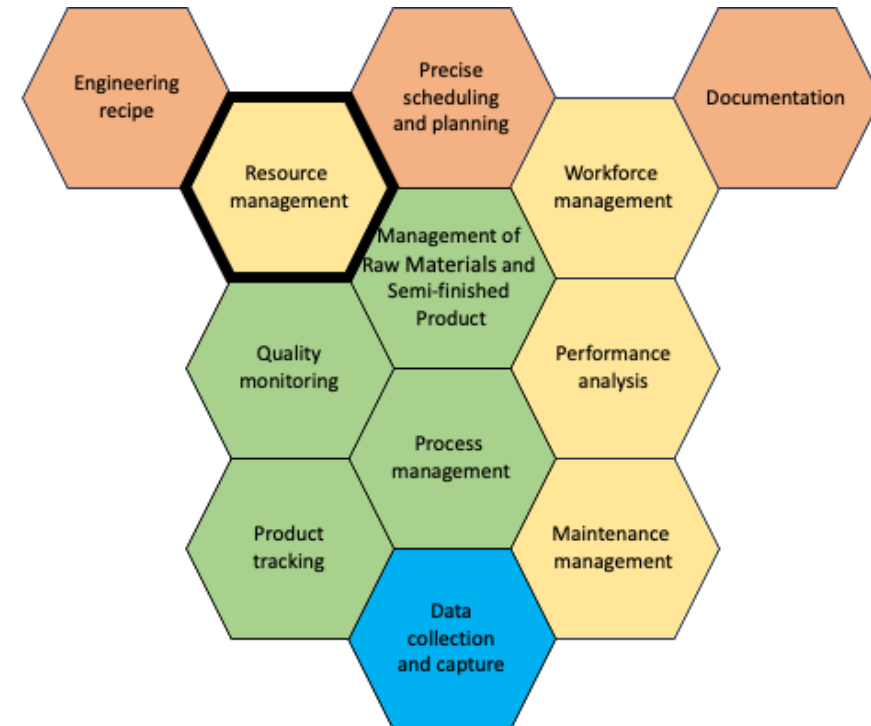 Engineering
recipe
Precise
scheduling
and planning
Documentation
Resource
management
Workforce
management
Management of
Raw Materials and
Semi-finished
Product
Quality
monitoring
Performance
analysis
Process
management
Product
tracking
Maintenance
management
Data
collection
and capture